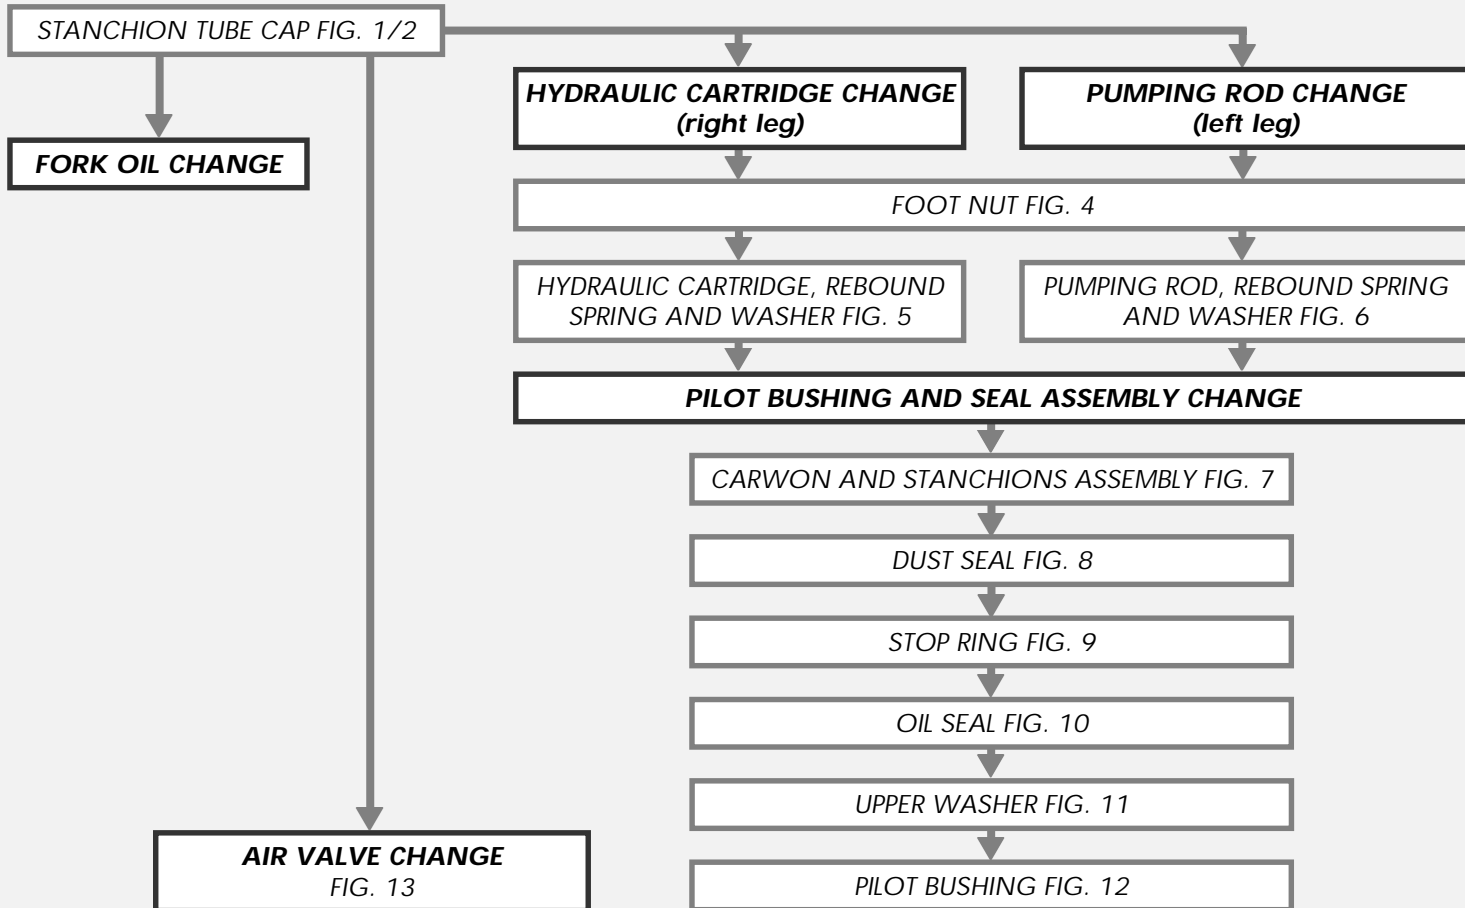 STANCHION TUBE CAP FIG. 1/2
HYDRAULIC CARTRIDGE CHANGE
(right leg)
PUMPING ROD CHANGE
(left leg)
FORK OIL CHANGE
FOOT NUT FIG. 4
HYDRAULIC CARTRIDGE, REBOUND
SPRING AND WASHER FIG. 5
PUMPING ROD, REBOUND SPRING
AND WASHER FIG. 6
PILOT BUSHING AND SEAL ASSEMBLY CHANGE
CARWON AND STANCHIONS ASSEMBLY FIG. 7
DUST SEAL FIG. 8
STOP RING FIG. 9
OIL SEAL FIG. 10
UPPER WASHER FIG. 11
AIR VALVE CHANGE
FIG. 13
PILOT BUSHING FIG. 12